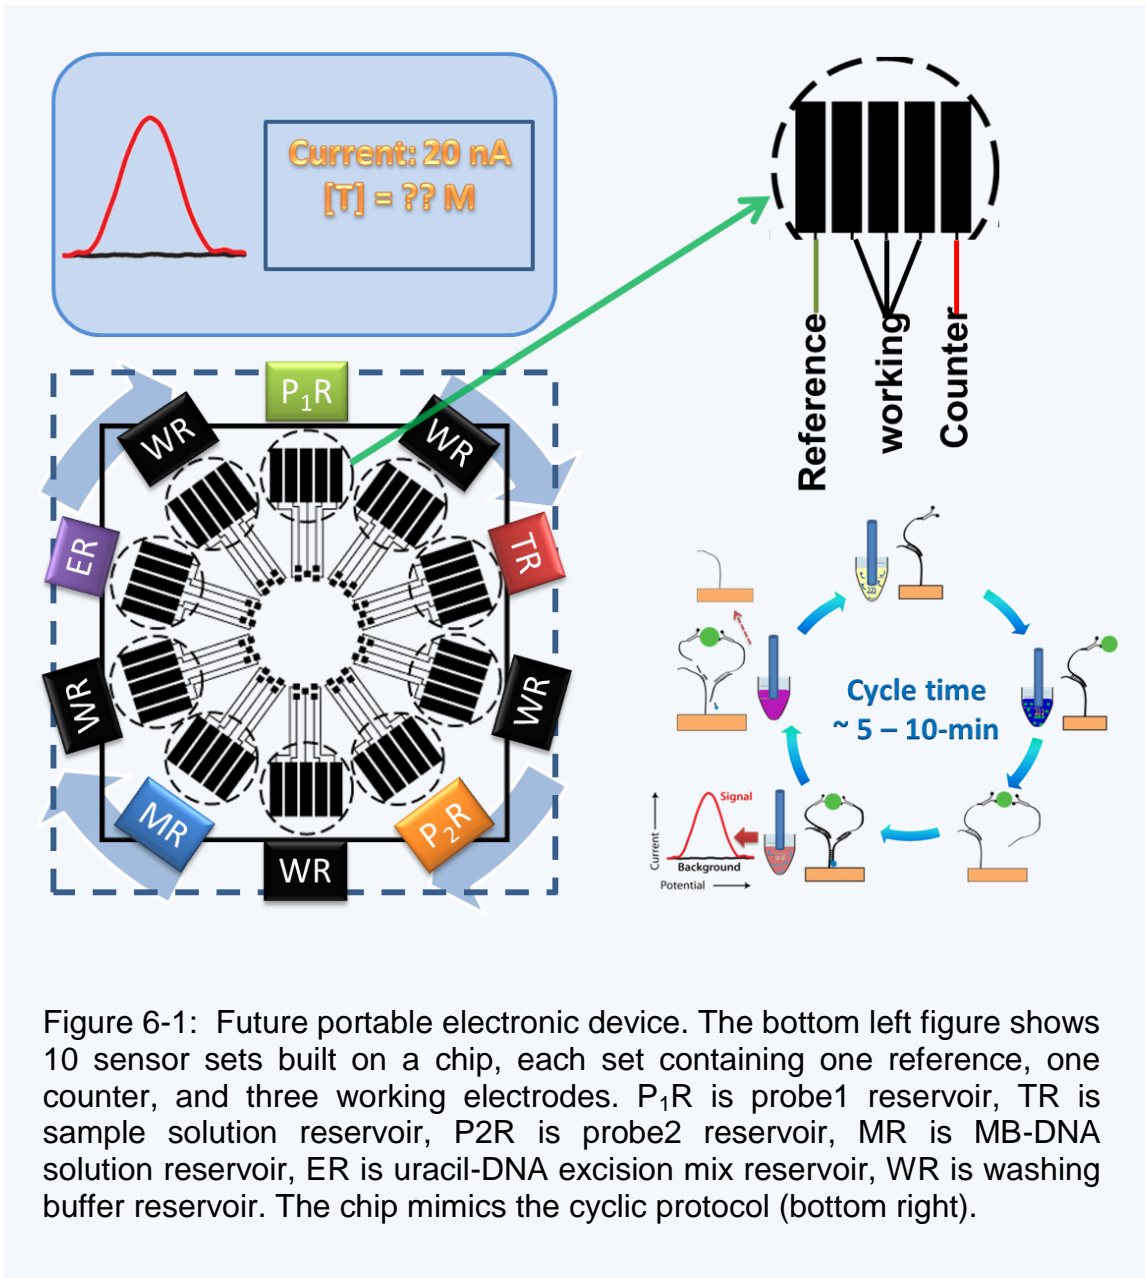 Current: 20 nA
[T] = ?? M
Reference
working
Counter
P₁R
WR
WR
ER
TR
WR
WR
MR
P₂R
WR
Cycle time
~ 5 – 10-min
Signal
Current
Background
Potential
Figure 6-1:  Future portable electronic device. The bottom left figure shows
10 sensor sets built on a chip, each set containing one reference, one
counter, and three working electrodes. P₁R is probe1 reservoir, TR is
sample solution reservoir, P2R is probe2 reservoir, MR is MB-DNA
solution reservoir, ER is uracil-DNA excision mix reservoir, WR is washing
buffer reservoir. The chip mimics the cyclic protocol (bottom right).